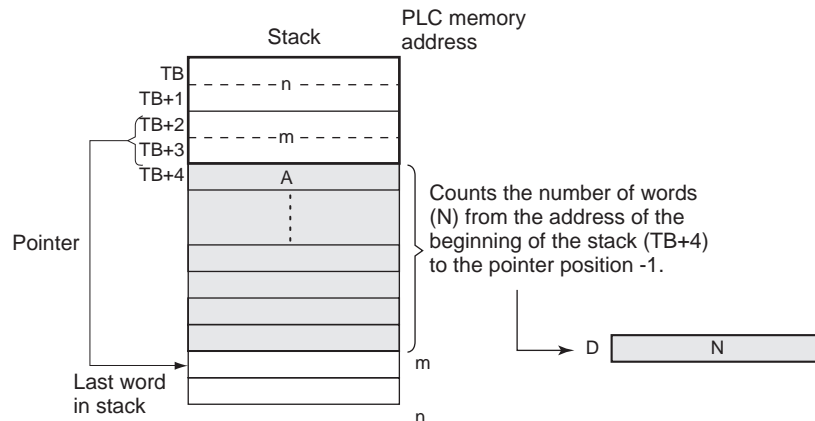 PLC memory
address
Stack
TB
n
TB+1
TB+2
m
TB+3
TB+4
A
Counts the number of words
(N) from the address of the
beginning of the stack (TB+4)
to the pointer position -1.
Pointer
D
N
m
Last word
in stack
n